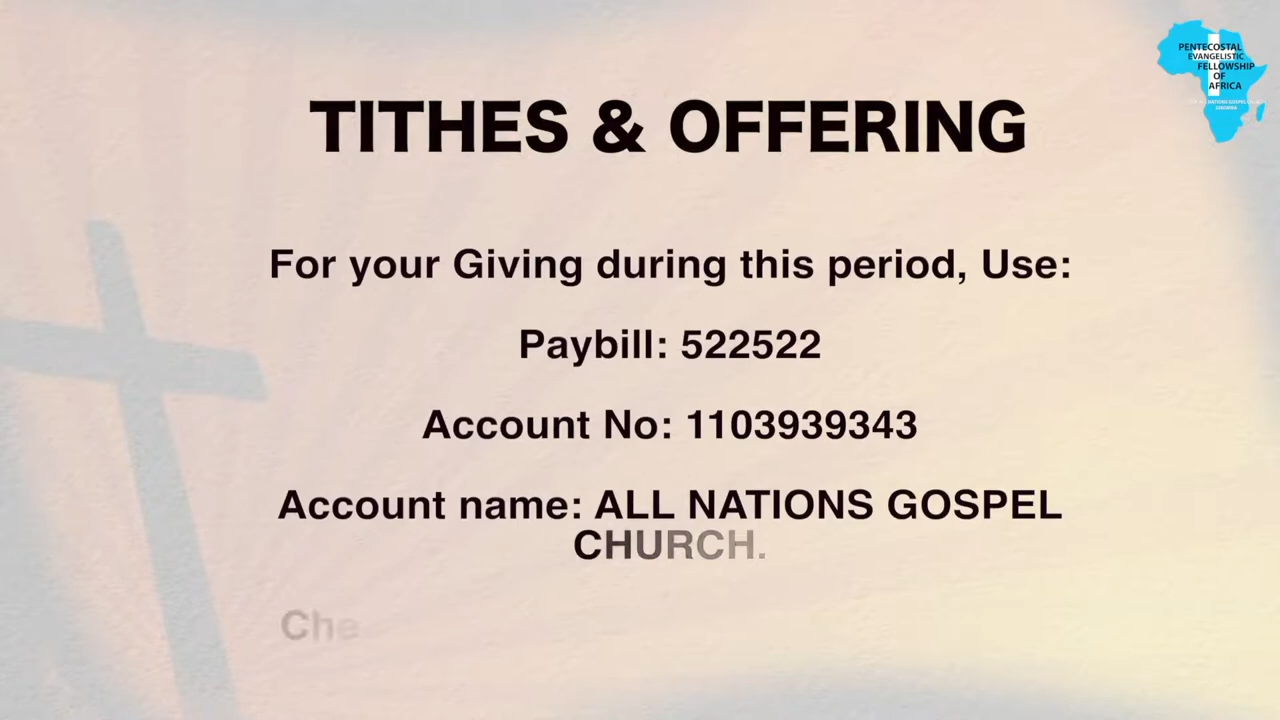 PENTECOSTAL
EVANGELISTIC
FELLOWSHIP
OF
AFRICA
TITHES & OFFERING
For your Giving during this period, Use:
Paybill: 522522
Account No: 1103939343
Account name: ALL NATIONS GOSPEL
CHURCH.
Che